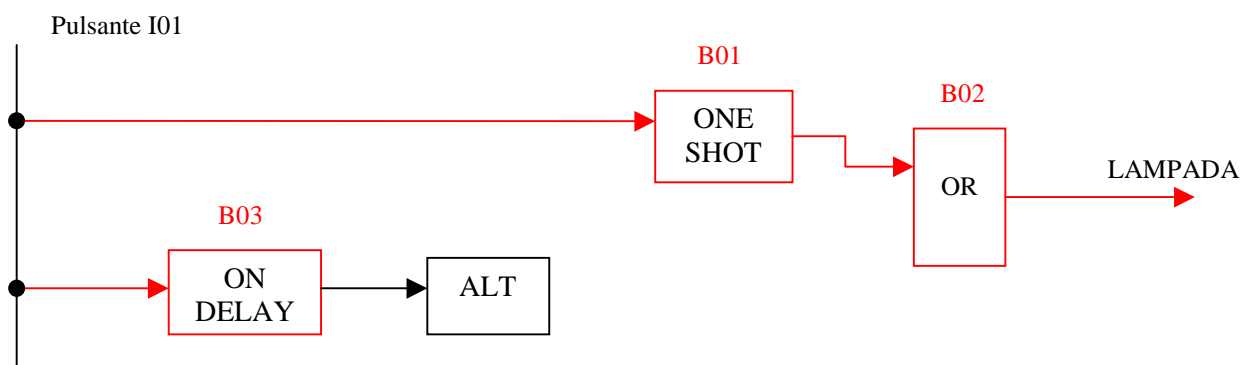 Pulsante I01
B01
ONE
SHOT
B02
OR
LAMPADA
B03
ON
DELAY
ALT